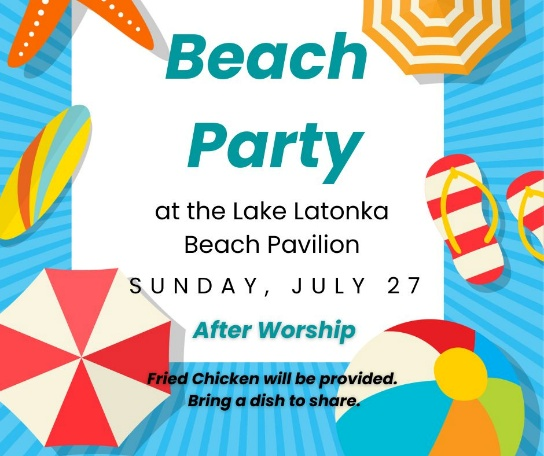 Beach
Party
at the Lake Latonka
Beach Pavilion
SUNDAY, JULY 27
After Worship
Fried Chicken will be provided.
Bring a dish to share.